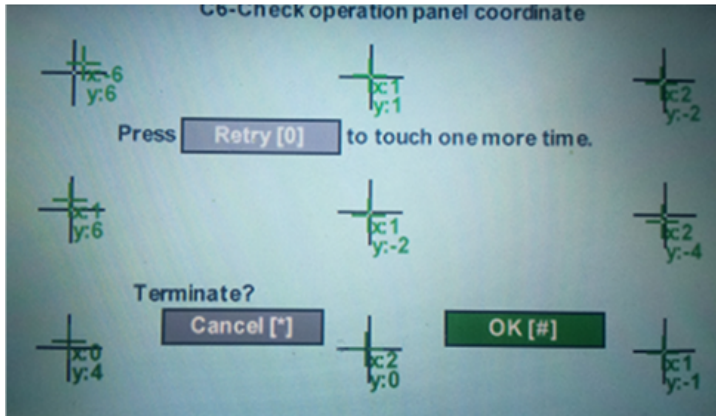 C6-Check operation panel coordinate
x:-6
y:6
x:1
y:1
x:2
y:-2
Press Retry [0] to touch one more time.
x:1
y:6
x:1
y:-2
x:2
y:-4
Terminate?
Cancel [*]
OK [#]
x:0
y:4
x:2
y:0
x:1
y:-1